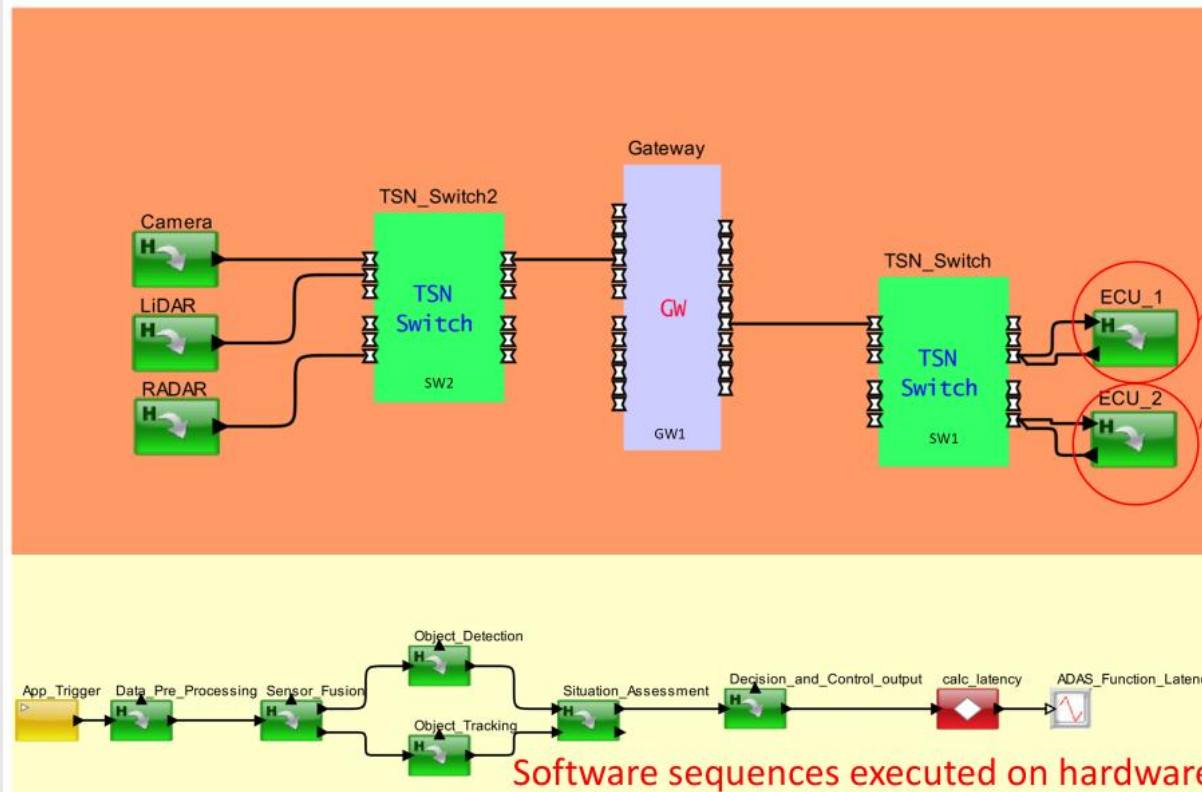 Gateway
TSN_Switch2
Camera
TSN_Switch
LiDAR
ECU_1
TSN
Switch
GW
TSN
Switch
RADAR
SW2
ECU_2
GW1
SW1
H
H
H
H
H
Object_Detection
H
App_Trigger
Data_Pre_Processing
Sensor_Fusion
Situation_Assessment
Decision_and_Control_output
calc_latency
ADAS_Function_Laten
H
H
H
H
Object_Tracking
H
Software sequences executed on hardware